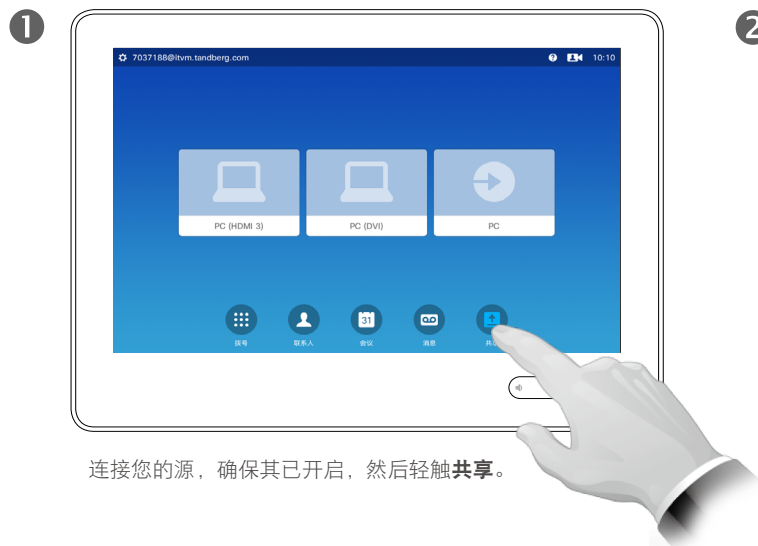 ❶
7037188@itvm.tandberg.com
? 10:10
PC (HDMI 3)
PC (DVI)
PC
31
拨号
联系人
会议
消息
连接您的源，确保其已开启，然后轻触共享。